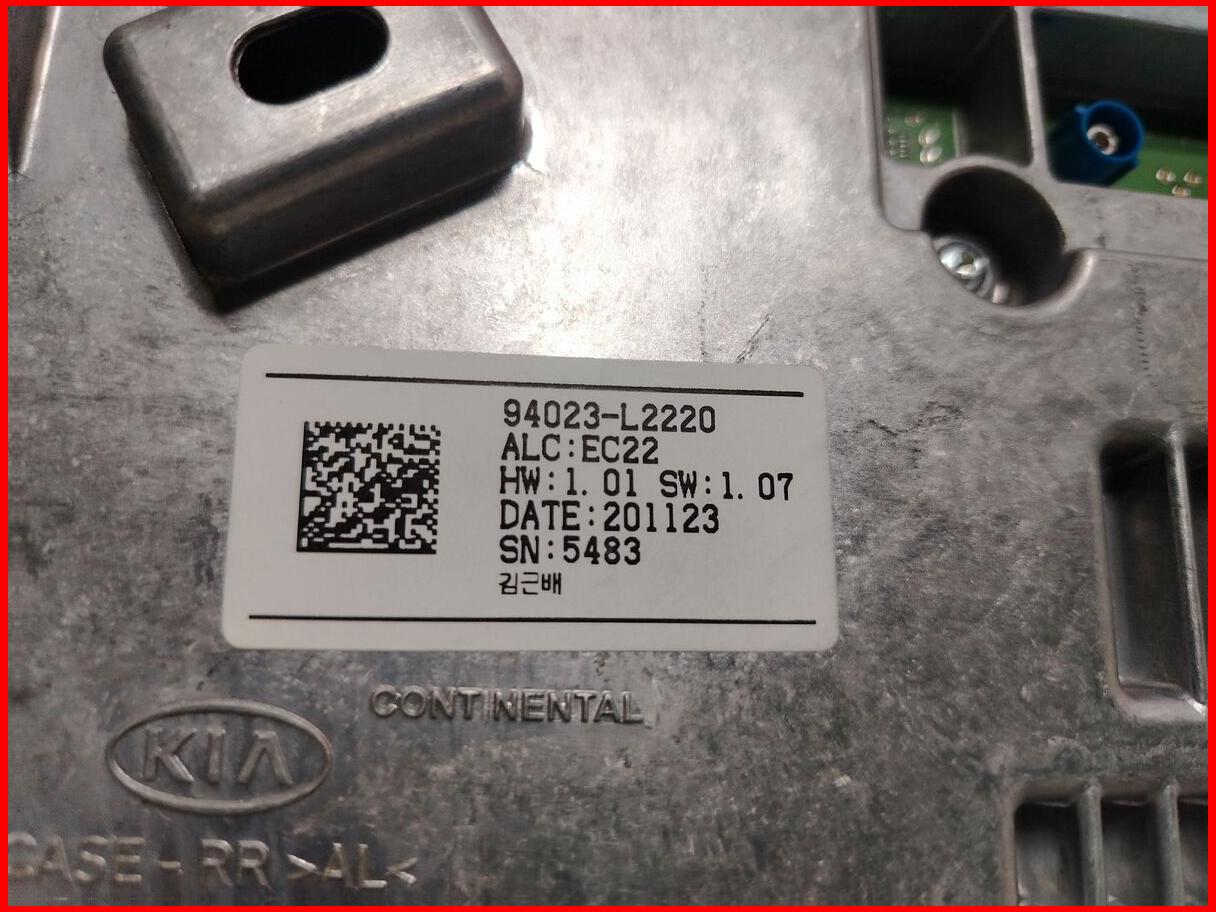 94023-L2220
ALC:EC22
HW:1.01 SW:1.07
DATE:201123
SN:5483
김근배
CONTINENTAL
KIA
CASE-RR >AL<